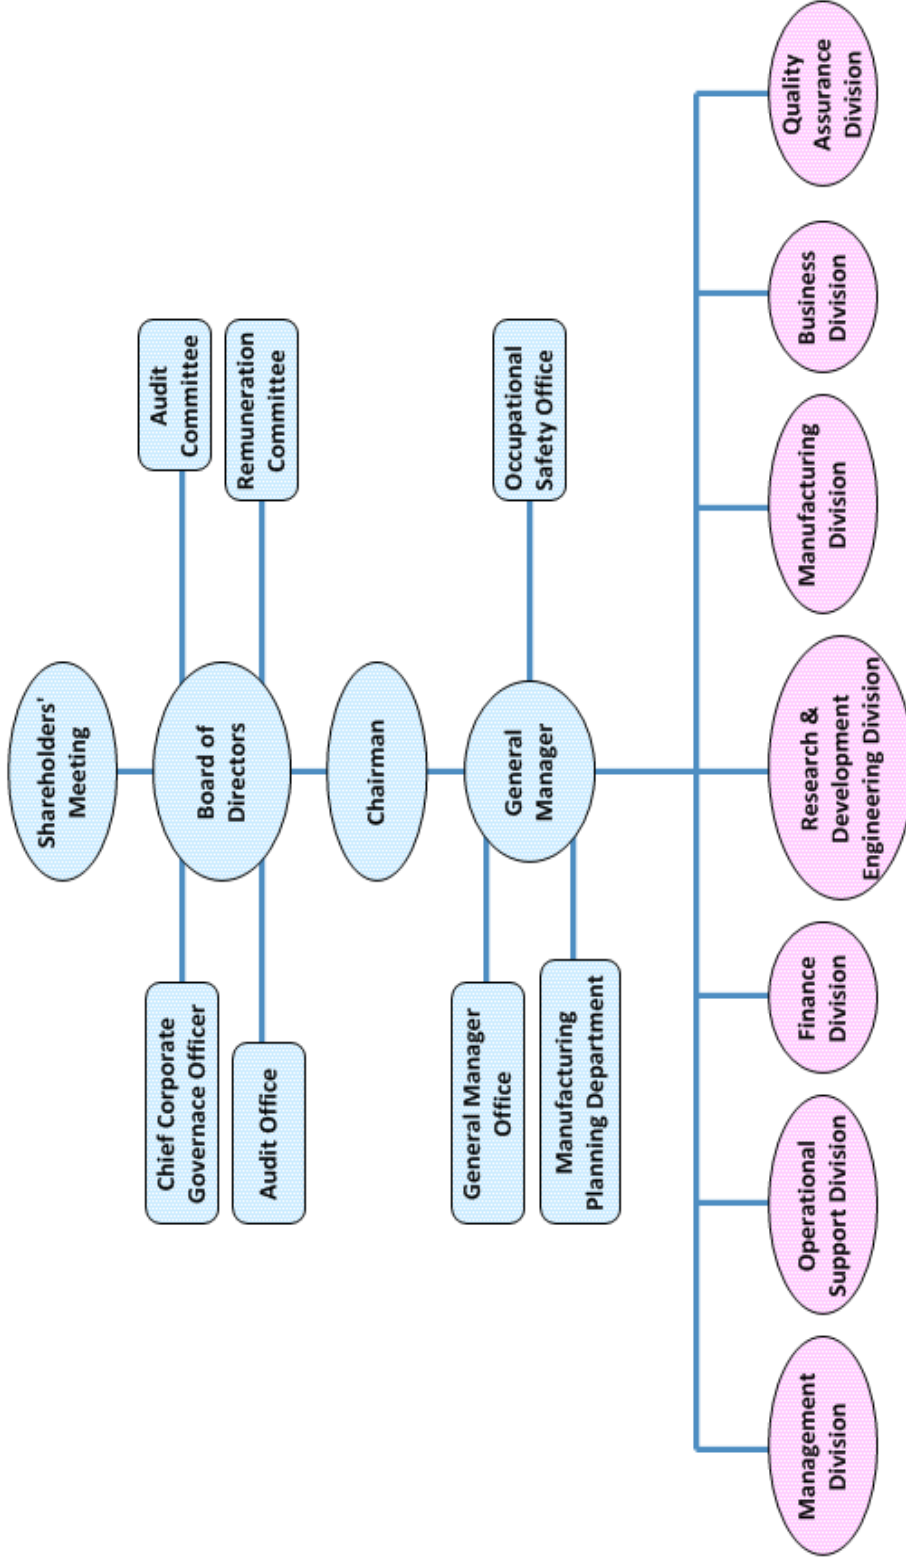 Shareholders'
Meeting
Chief Corporate
Governace Officer
Audit Office
Board of
Directors
Audit
Committee
Remuneration
Committee
Chairman
General Manager
Office
Manufacturing
Planning Department
General
Manager
Occupational
Safety Office
Management
Division
Operational
Support Division
Finance
Division
Research &
Development
Engineering Division
Manufacturing
Division
Business
Division
Quality
Assurance
Division